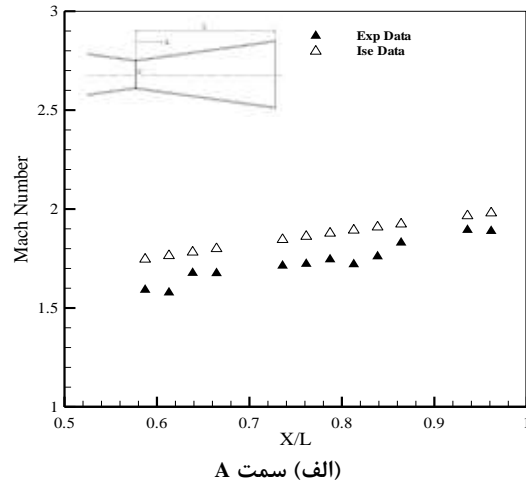 3
2.5
2
1.5
1
Mach Number
Exp Data
Ise Data
0.5
0.6
0.7
0.8
0.9
1
X/L
(الف) سمت A